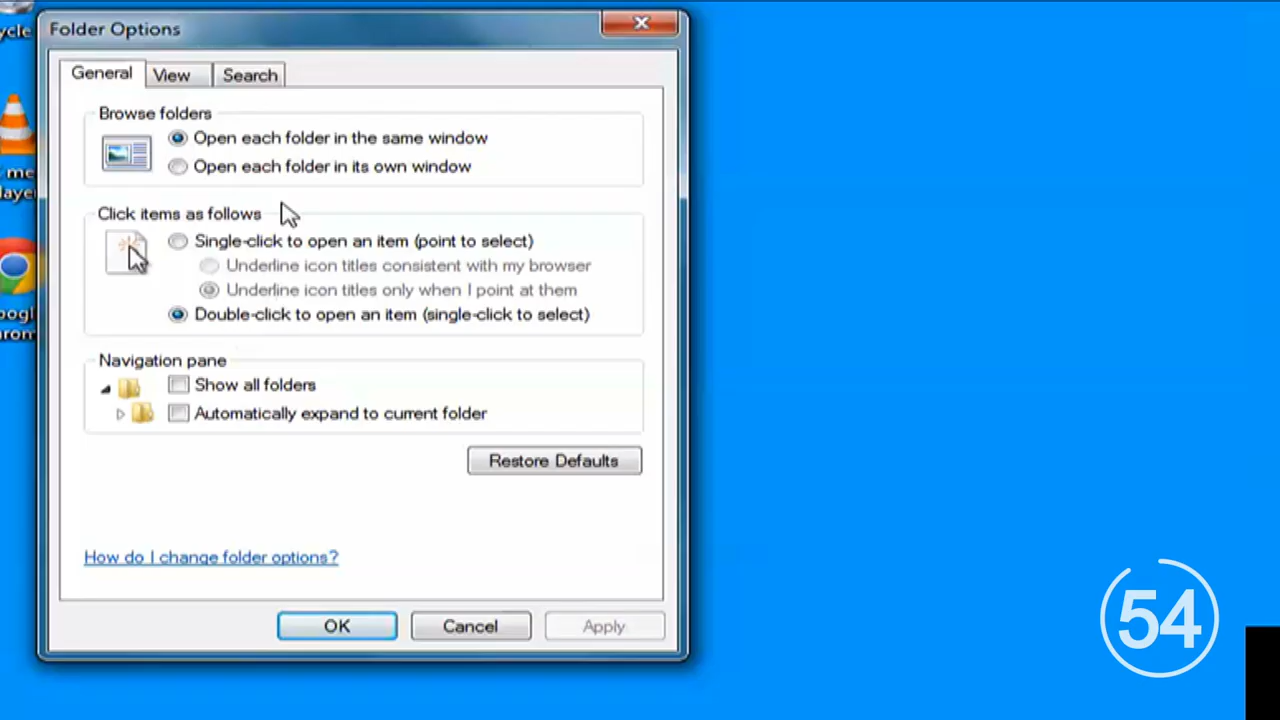 Folder Options
General
View
Search
Browse folders
Open each folder in the same window
Open each folder in its own window
Click items as follows
Single-click to open an item (point to select)
Underline icon titles consistent with my browser
Underline icon titles only when I point at them
Double-click to open an item (single-click to select)
Navigation pane
Show all folders
Automatically expand to current folder
Restore Defaults
How do I change folder options?
OK
Cancel
Apply
54